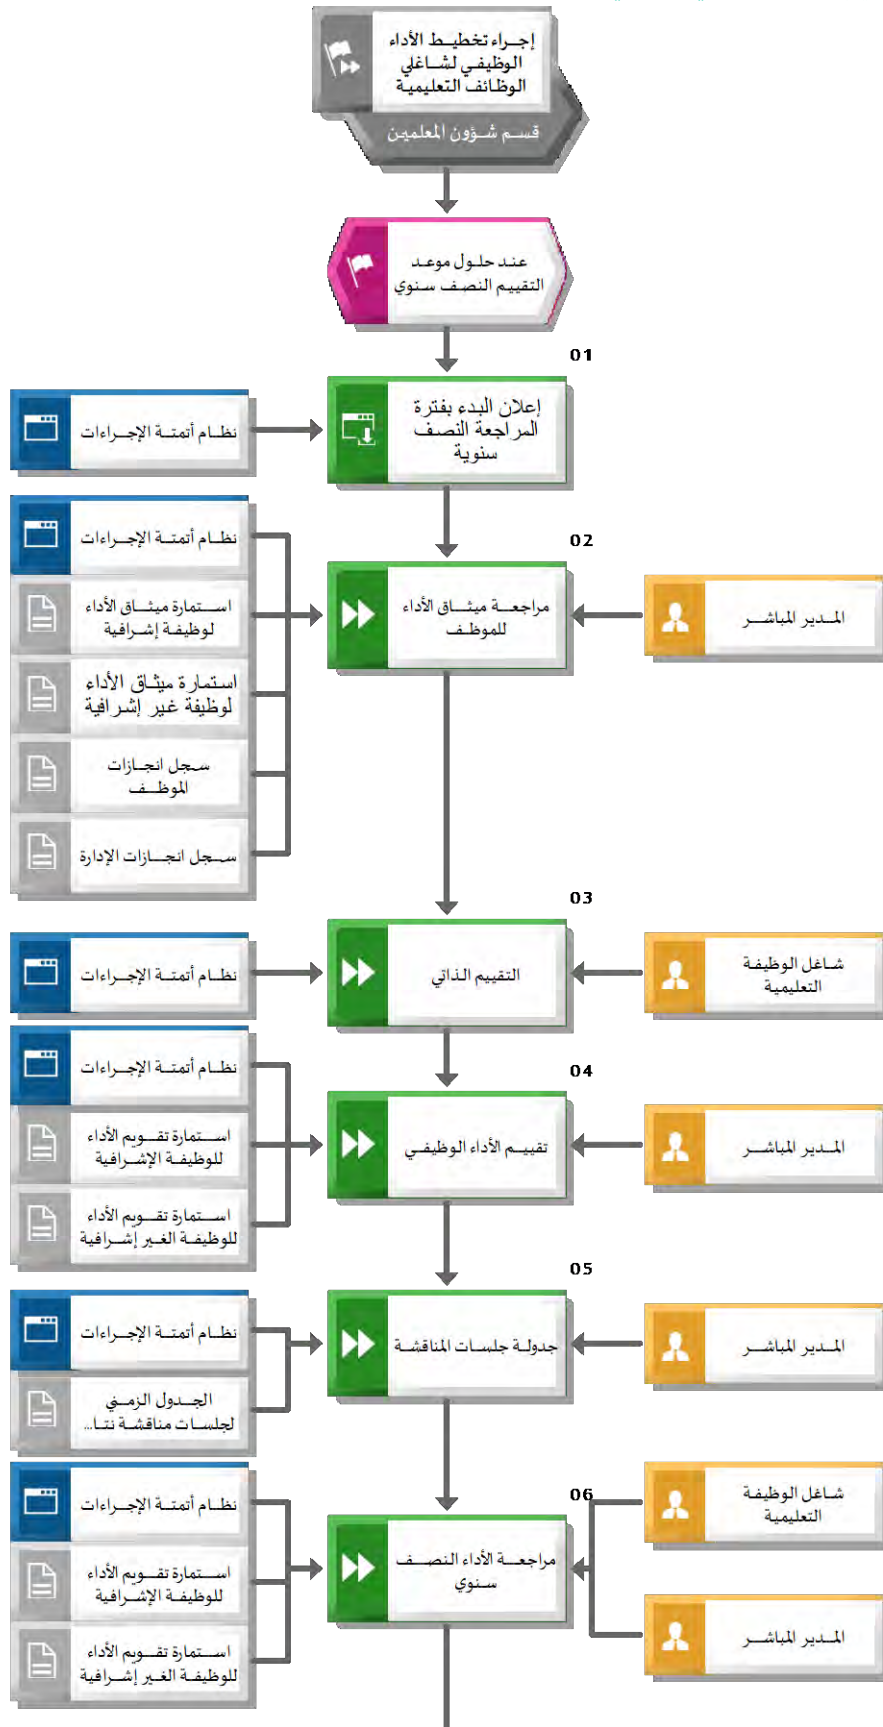 إجراء تخطيط الأداء
الوظيفي لشاغلي
الوظائف التعليمية
قسم شؤون المعلمين
عند حلول موعد
التقييم النصف سنوي
01
إعلان البدء بفترة
المراجعة النصف
سنوية
نظام أتمتة الإجراءات
02
مراجعة ميثاق الأداء
للموظف
المدير المباشر
نظام أتمتة الإجراءات
استمارة ميثاق الأداء
لوظيفة إشرافية
استمارة ميثاق الأداء
لوظيفة غير إشرافية
سجل انجازات
الموظف
سجل انجازات الإدارة
03
شاغل الوظيفة
التعليمية
التقييم الذاتي
نظام أتمتة الإجراءات
04
المدير المباشر
تقييم الأداء الوظيفي
نظام أتمتة الإجراءات
استمارة تقويم الأداء
للوظيفة الإشرافية
استمارة تقويم الأداء
للوظيفة الغير إشرافية
05
المدير المباشر
جدولة جلسات المناقشة
نظام أتمتة الإجراءات
الجدول الزمني
لجلسات مناقشة نتا...
06
شاغل الوظيفة
التعليمية
المدير المباشر
مراجعة الأداء النصف
سنوي
نظام أتمتة الإجراءات
استمارة تقويم الأداء
للوظيفة الإشرافية
استمارة تقويم الأداء
للوظيفة الغير إشرافية